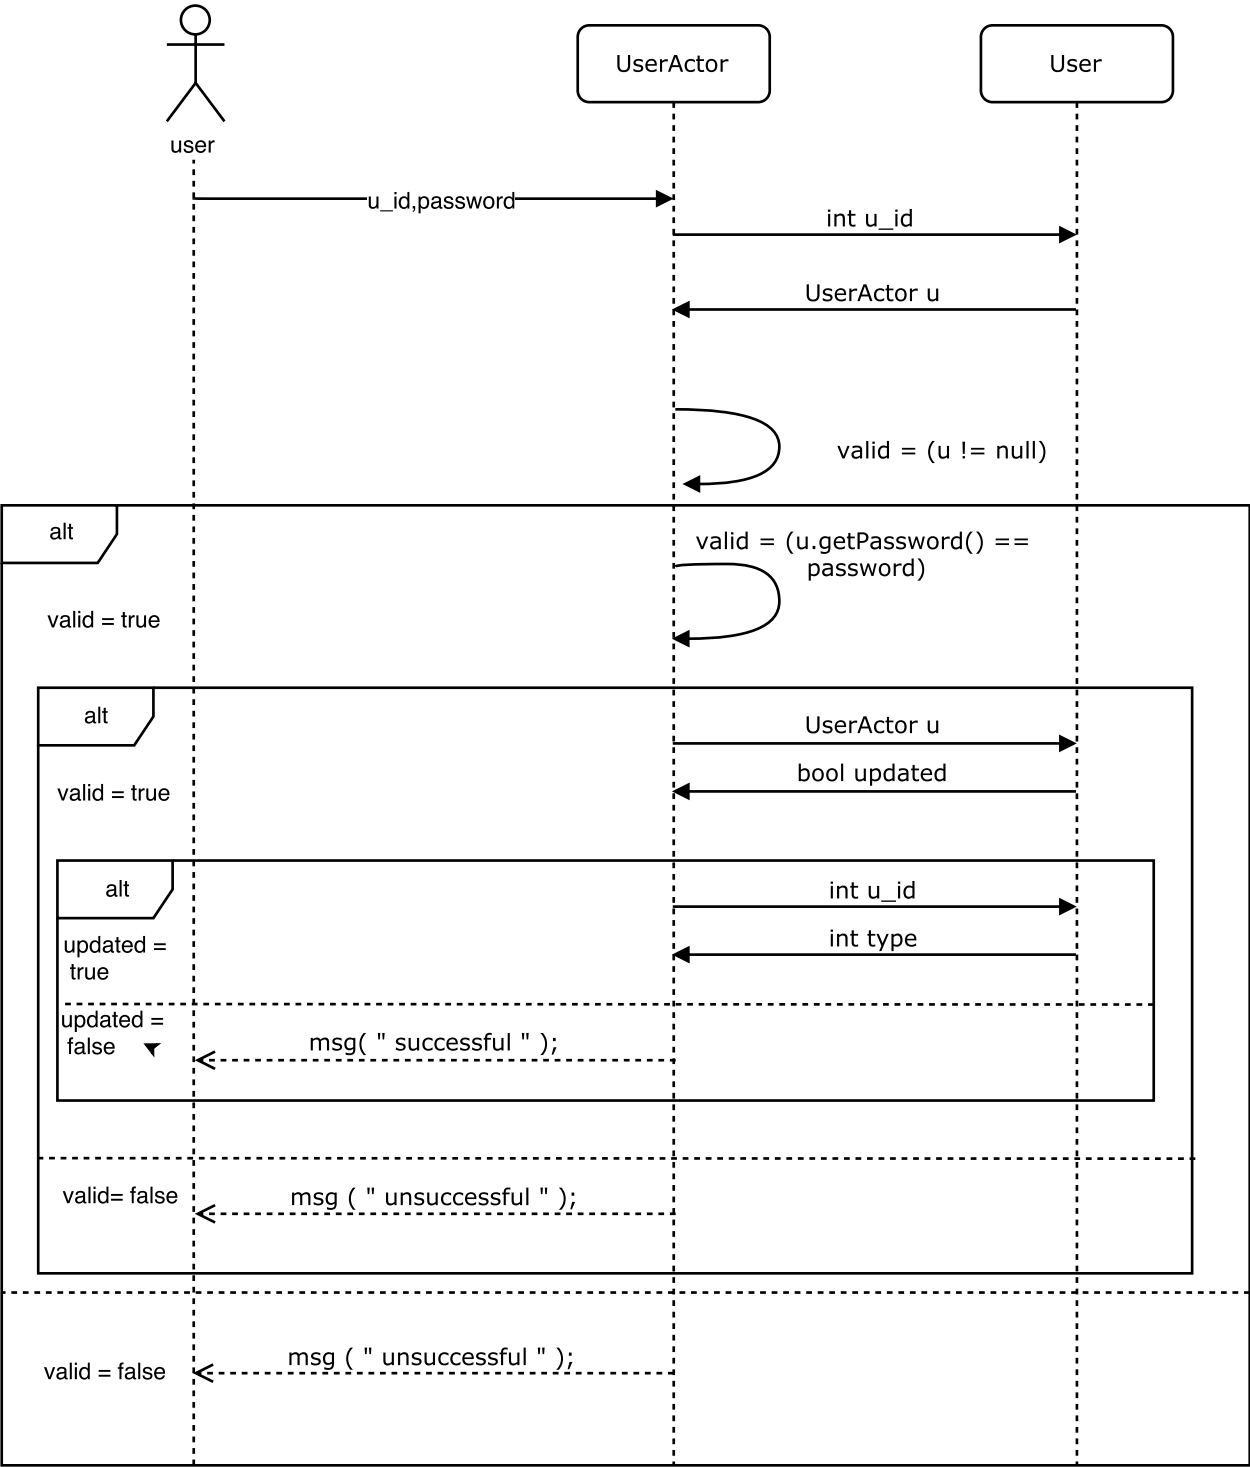 UserActor
User
user
u_id,password
int u_id
UserActor u
valid = (u != null)
alt
valid = (u.getPassword() ==
password)
valid = true
alt
UserActor u
bool updated
valid = true
alt
int u_id
int type
updated =
true
updated =
false
msg( " successful " );
valid= false
msg ( " unsuccessful " );
valid = false
msg ( " unsuccessful " );